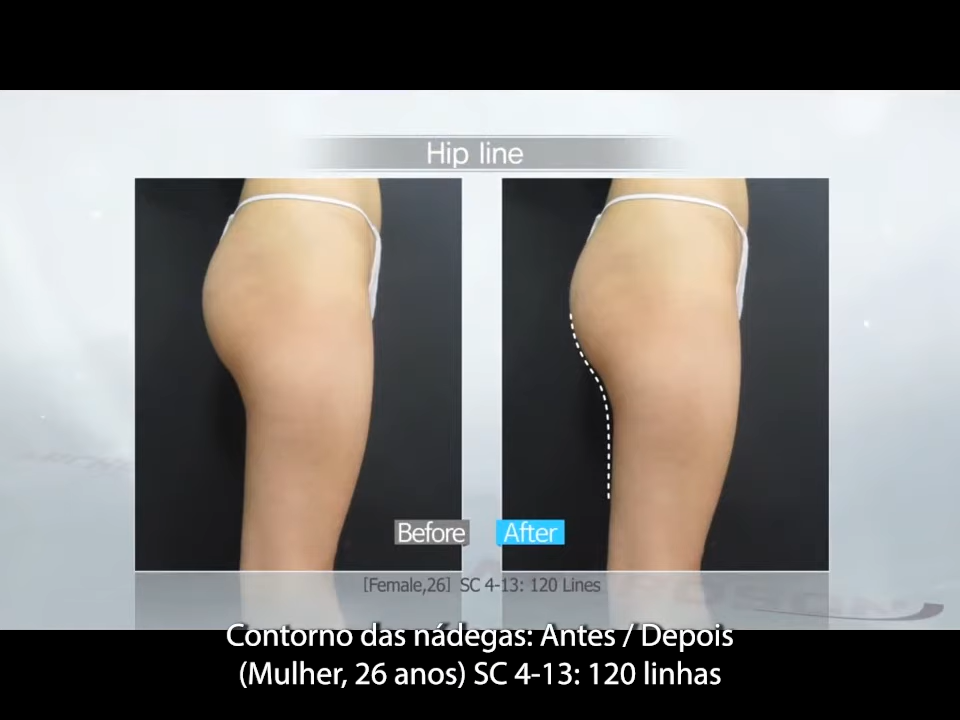 Hip line
Before After
[Female,26] SC 4-13: 120 Lines
Contorno das nádegas: Antes / Depois
(Mulher, 26 anos) SC 4-13: 120 linhas